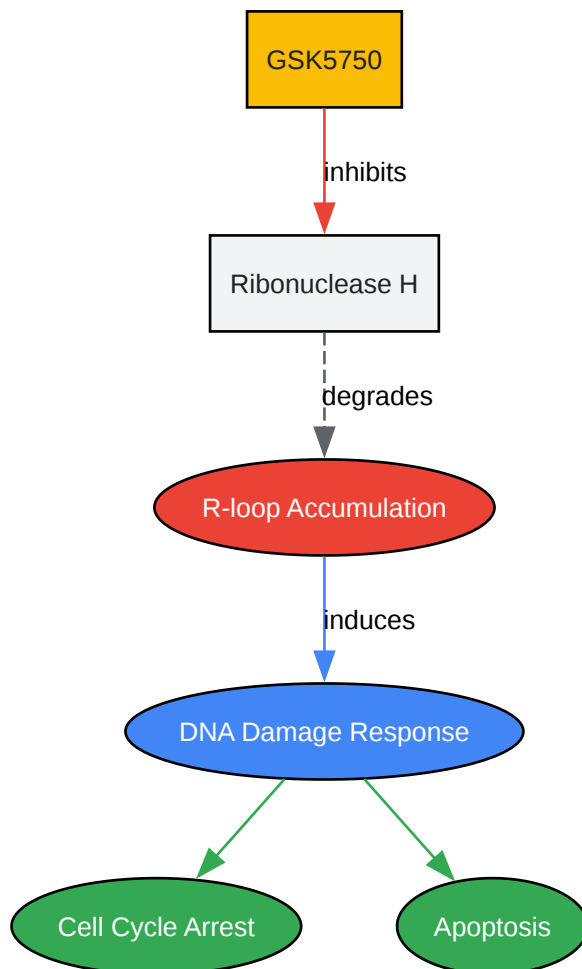 GSK5750
inhibits
Ribonuclease H
degrades
R-loop Accumulation
induces
DNA Damage Response
Cell Cycle Arrest
Apoptosis